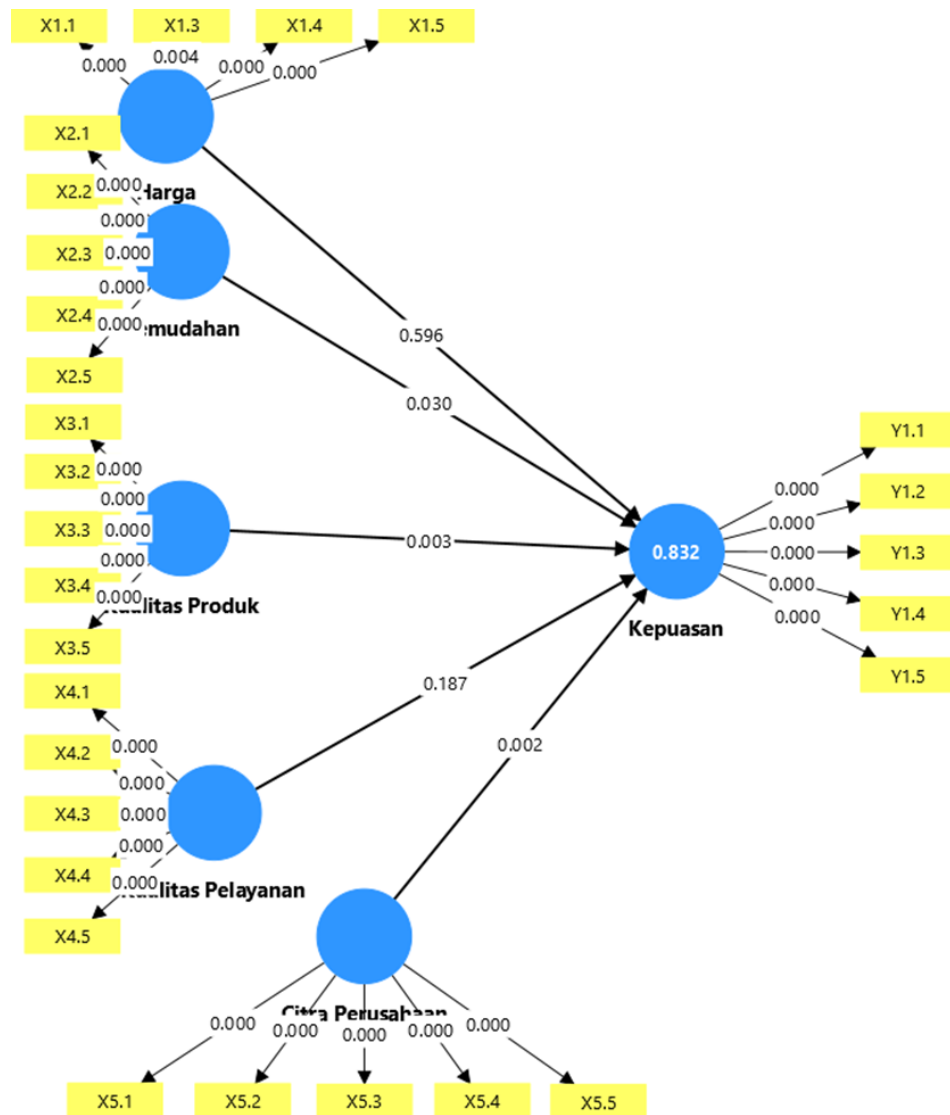 X1.1 X1.3 X1.4 X1.5
0.000 0.004 0.000 0.000
X2.1
0.000
X2.2
0.000
X2.3 0.000
0.000
X2.4 0.000
X2.5
0.596
0.030
X3.1
0.000
X3.2
0.000
X3.3 0.000
0.000
X3.4
0.000
Produk
X3.5
0.003
0.832
Kepuasan
Y1.1
0.000
Y1.2
0.000
Y1.3
0.000
Y1.4
0.000
Y1.5
0.000
X4.1
0.000
X4.2
0.000
X4.3 0.000
0.000
X4.4
0.000
Pelayanan
X4.5
0.187
0.002
Citra Perusahaan
0.000 0.000 0.000 0.000 0.000
X5.1 X5.2 X5.3 X5.4 X5.5